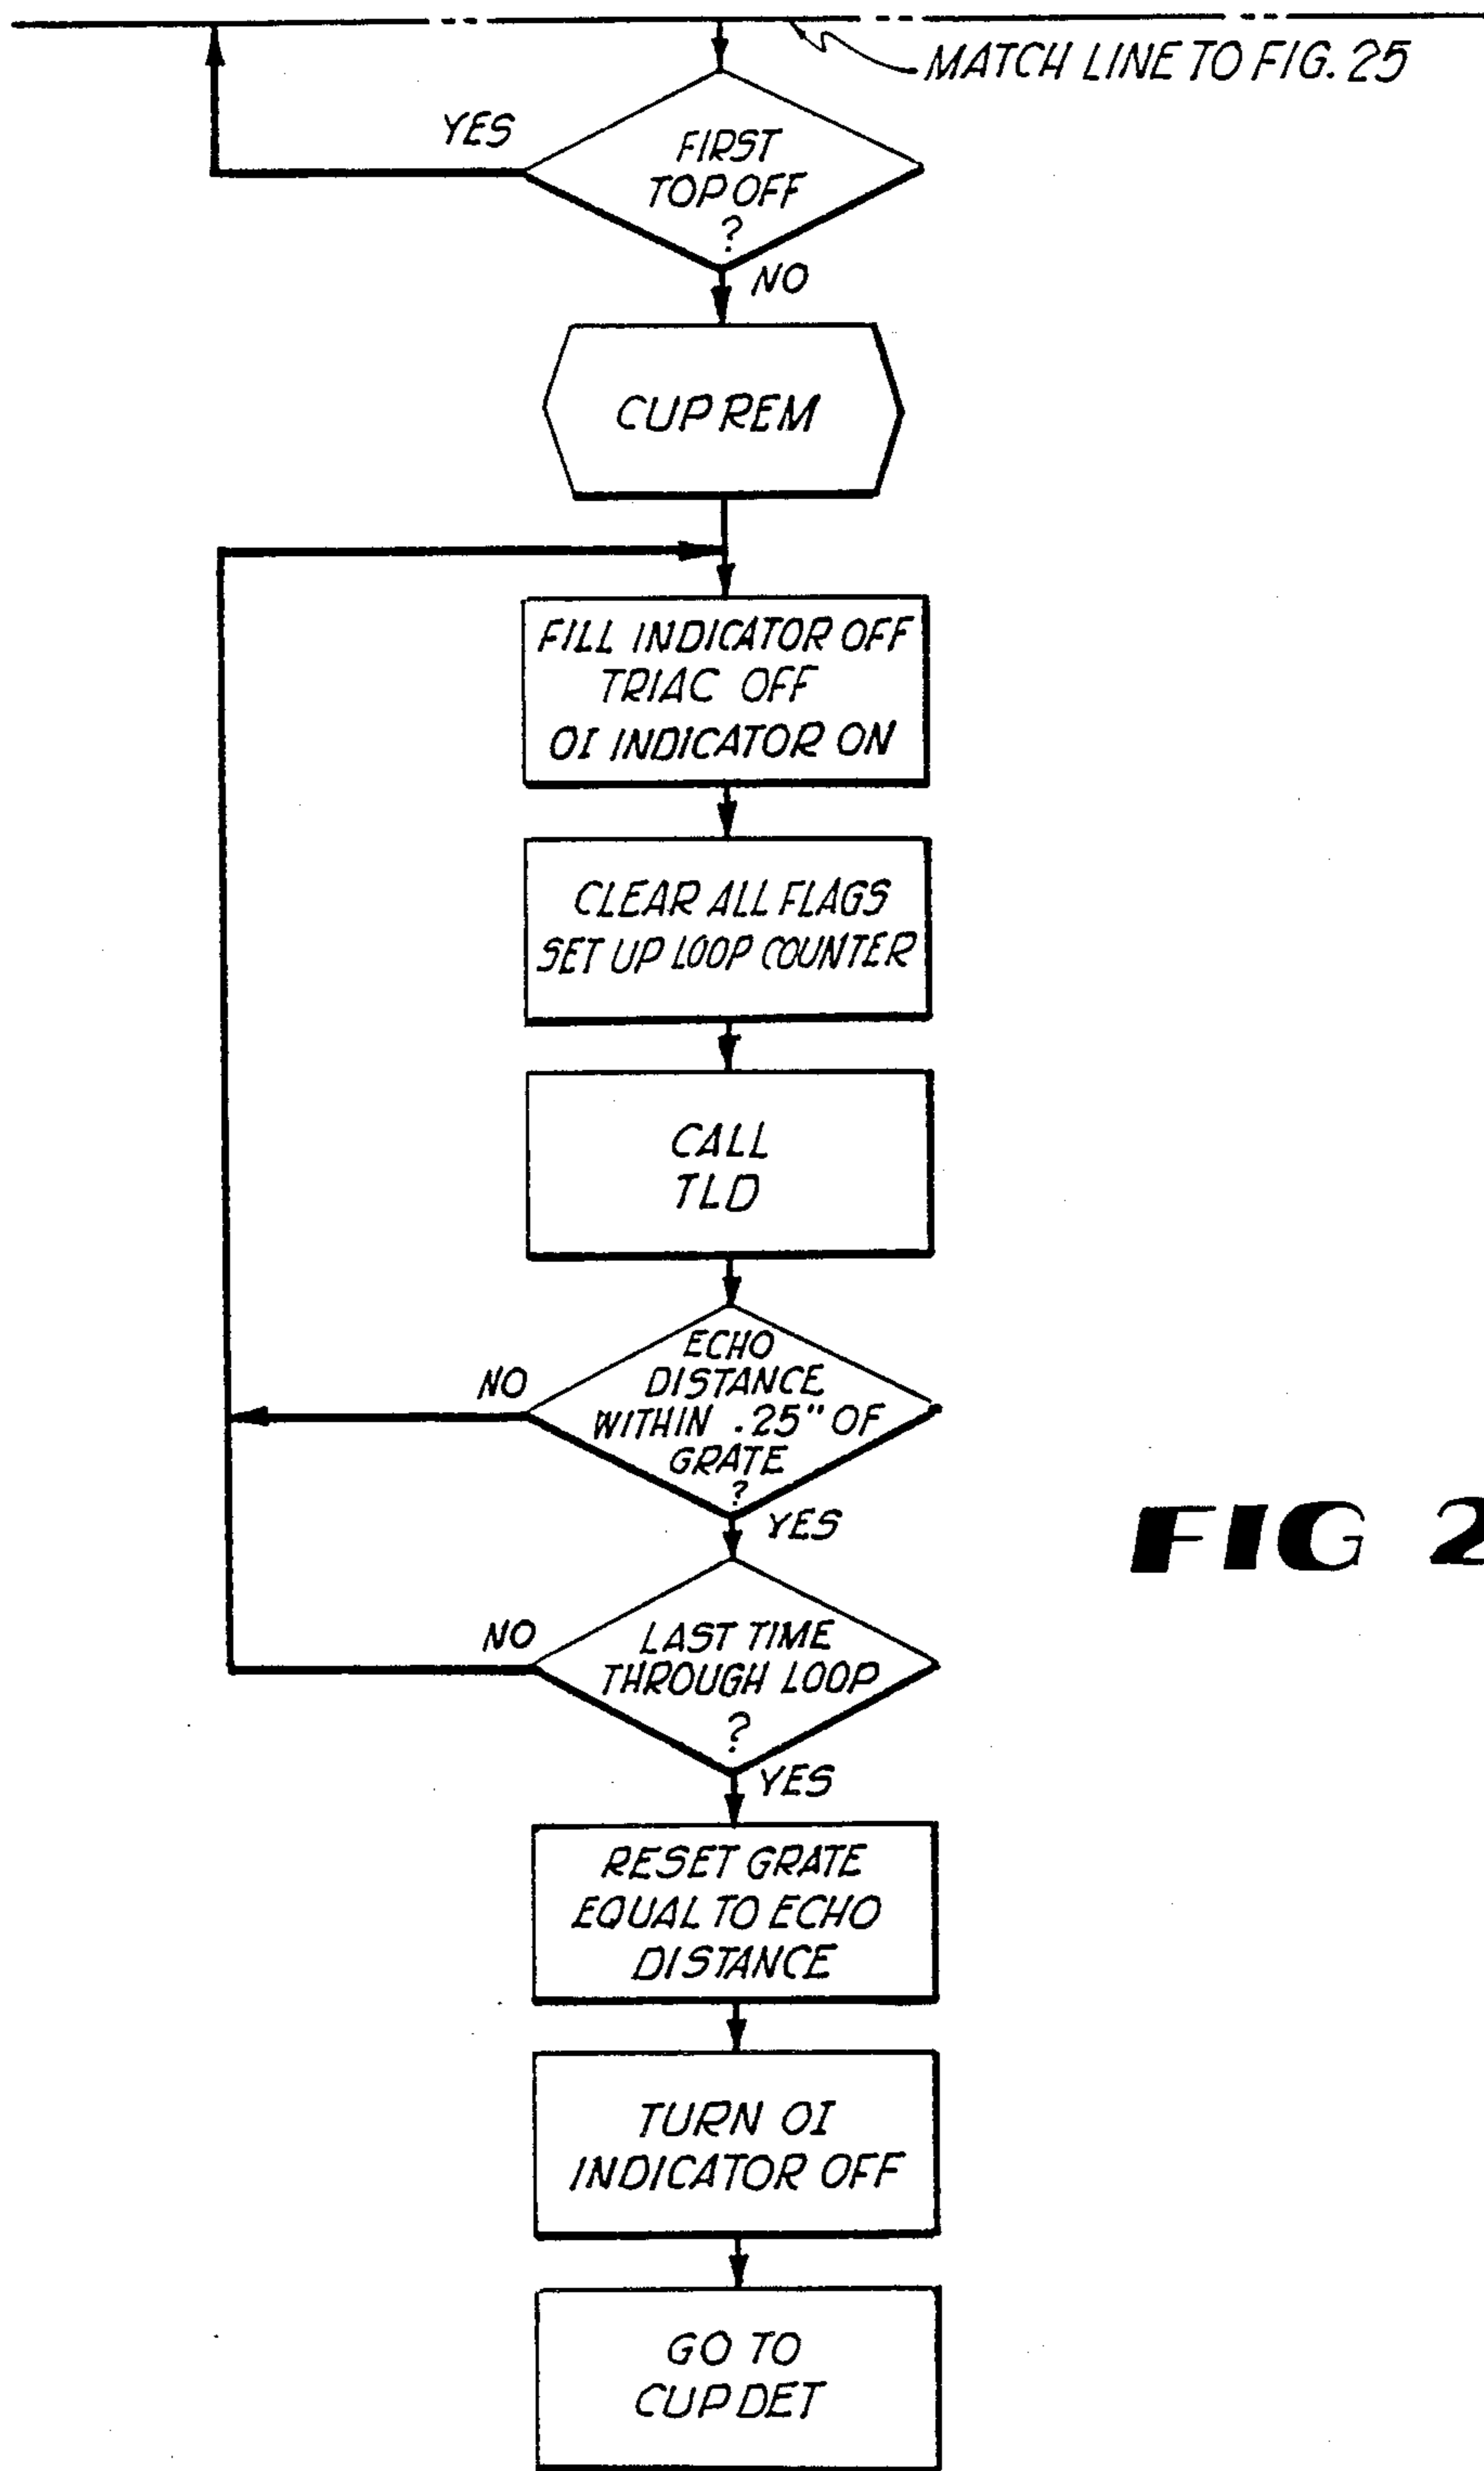 MATCH LINE TO FIG. 25
YES
FIRST
TOP OFF
?
NO
CUP REM
FILL INDICATOR OFF
TRIAC OFF
OI INDICATOR ON
CLEAR ALL FLAGS
SET UP LOOP COUNTER
CALL
TLD
NO
ECHO
DISTANCE
WITHIN .25" OF
GRATE
?
YES
FIG 2
NO
LAST TIME
THROUGH LOOP
?
YES
RESET GRATE
EQUAL TO ECHO
DISTANCE
TURN OI
INDICATOR OFF
GO TO
CUP DET